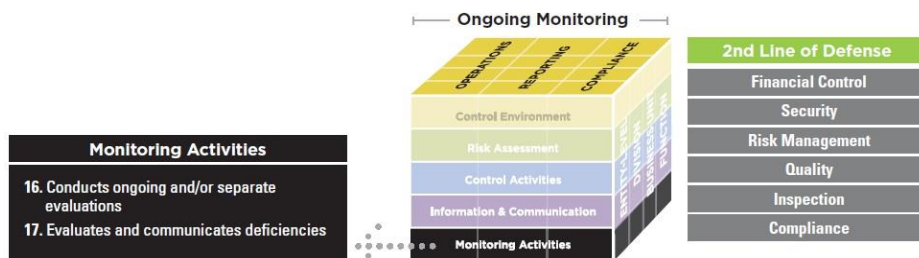 Ongoing Monitoring
OPERATIONS
REPORTING
COMPLIANCE
Control Environment
Risk Assessment
Control Activities
Information & Communication
Monitoring Activities
ENTITY-LEVEL
DIVISION
BUSINESS UNIT
FUNCTION
Monitoring Activities
16. Conducts ongoing and/or separate
evaluations
17. Evaluates and communicates deficiencies
2nd Line of Defense
Financial Control
Security
Risk Management
Quality
Inspection
Compliance